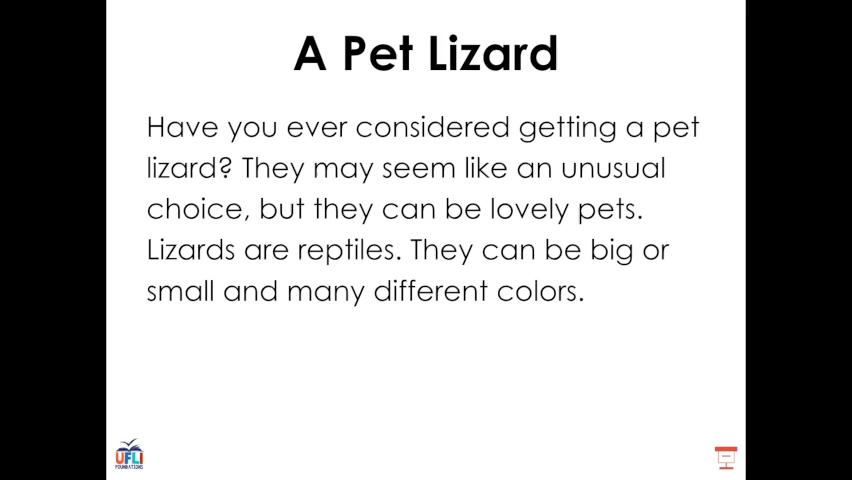 A Pet Lizard
Have you ever considered getting a pet
lizard? They may seem like an unusual
choice, but they can be lovely pets.
Lizards are reptiles. They can be big or
small and many different colors.
UFLI
FOUNDATIONS